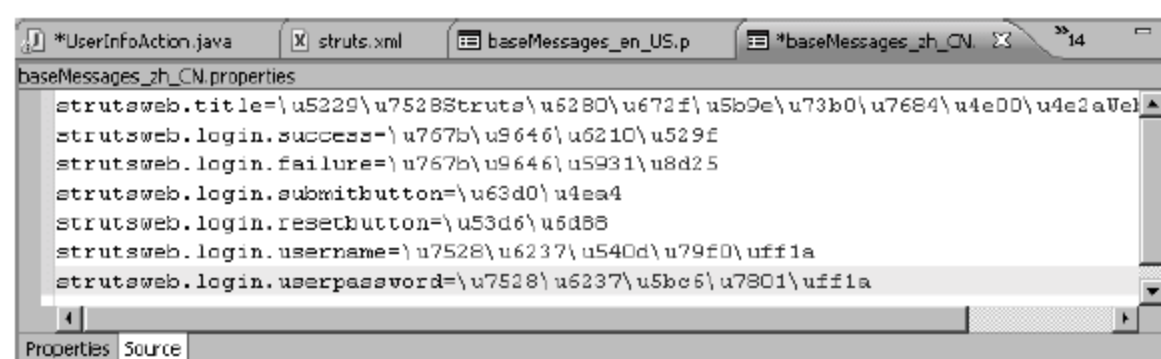 *UserInfoAction.java struts.xml baseMessages_en_US.p *baseMessages_zh_CN. »14
baseMessages_zh_CN.properties
strutsweb.title=\u5229\u7528Struts\u6280\u672f\u5b9e\u73b0\u7684\u4e00\u4e2aWeb
strutsweb.login.success=\u767b\u9646\u6210\u529f
strutsweb.login.failure=\u767b\u9646\u5931\u8d25
strutsweb.login.submitbutton=\u63d0\u4ea4
strutsweb.login.resetbutton=\u53d6\u6d88
strutsweb.login.username=\u7528\u6237\u540d\u79f0\uff1a
strutsweb.login.userpassword=\u7528\u6237\u5bc6\u7801\uff1a
Properties Source